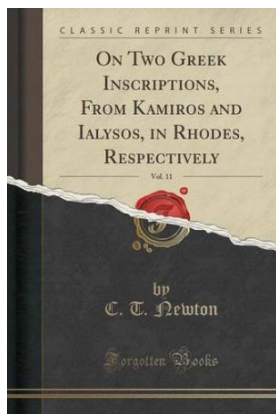 CLASSIC REPRINT SERIES
ON TWO GREEK
INSCRIPTIONS,
FROM KAMIROS AND
IALYSOS, IN RHODES,
RESPECTIVELY
Vol. 11
by
C. T. Newton
Forgotten Books